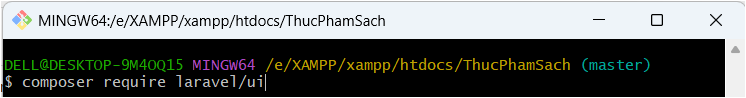 MINGW64:/e/XAMPP/xampp/htdocs/ThucPhamSach
DELL@DESKTOP-9M4OQ15 MINGW64 /e/XAMPP/xampp/htdocs/ThucPhamSach (master)
$ composer require laravel/ui